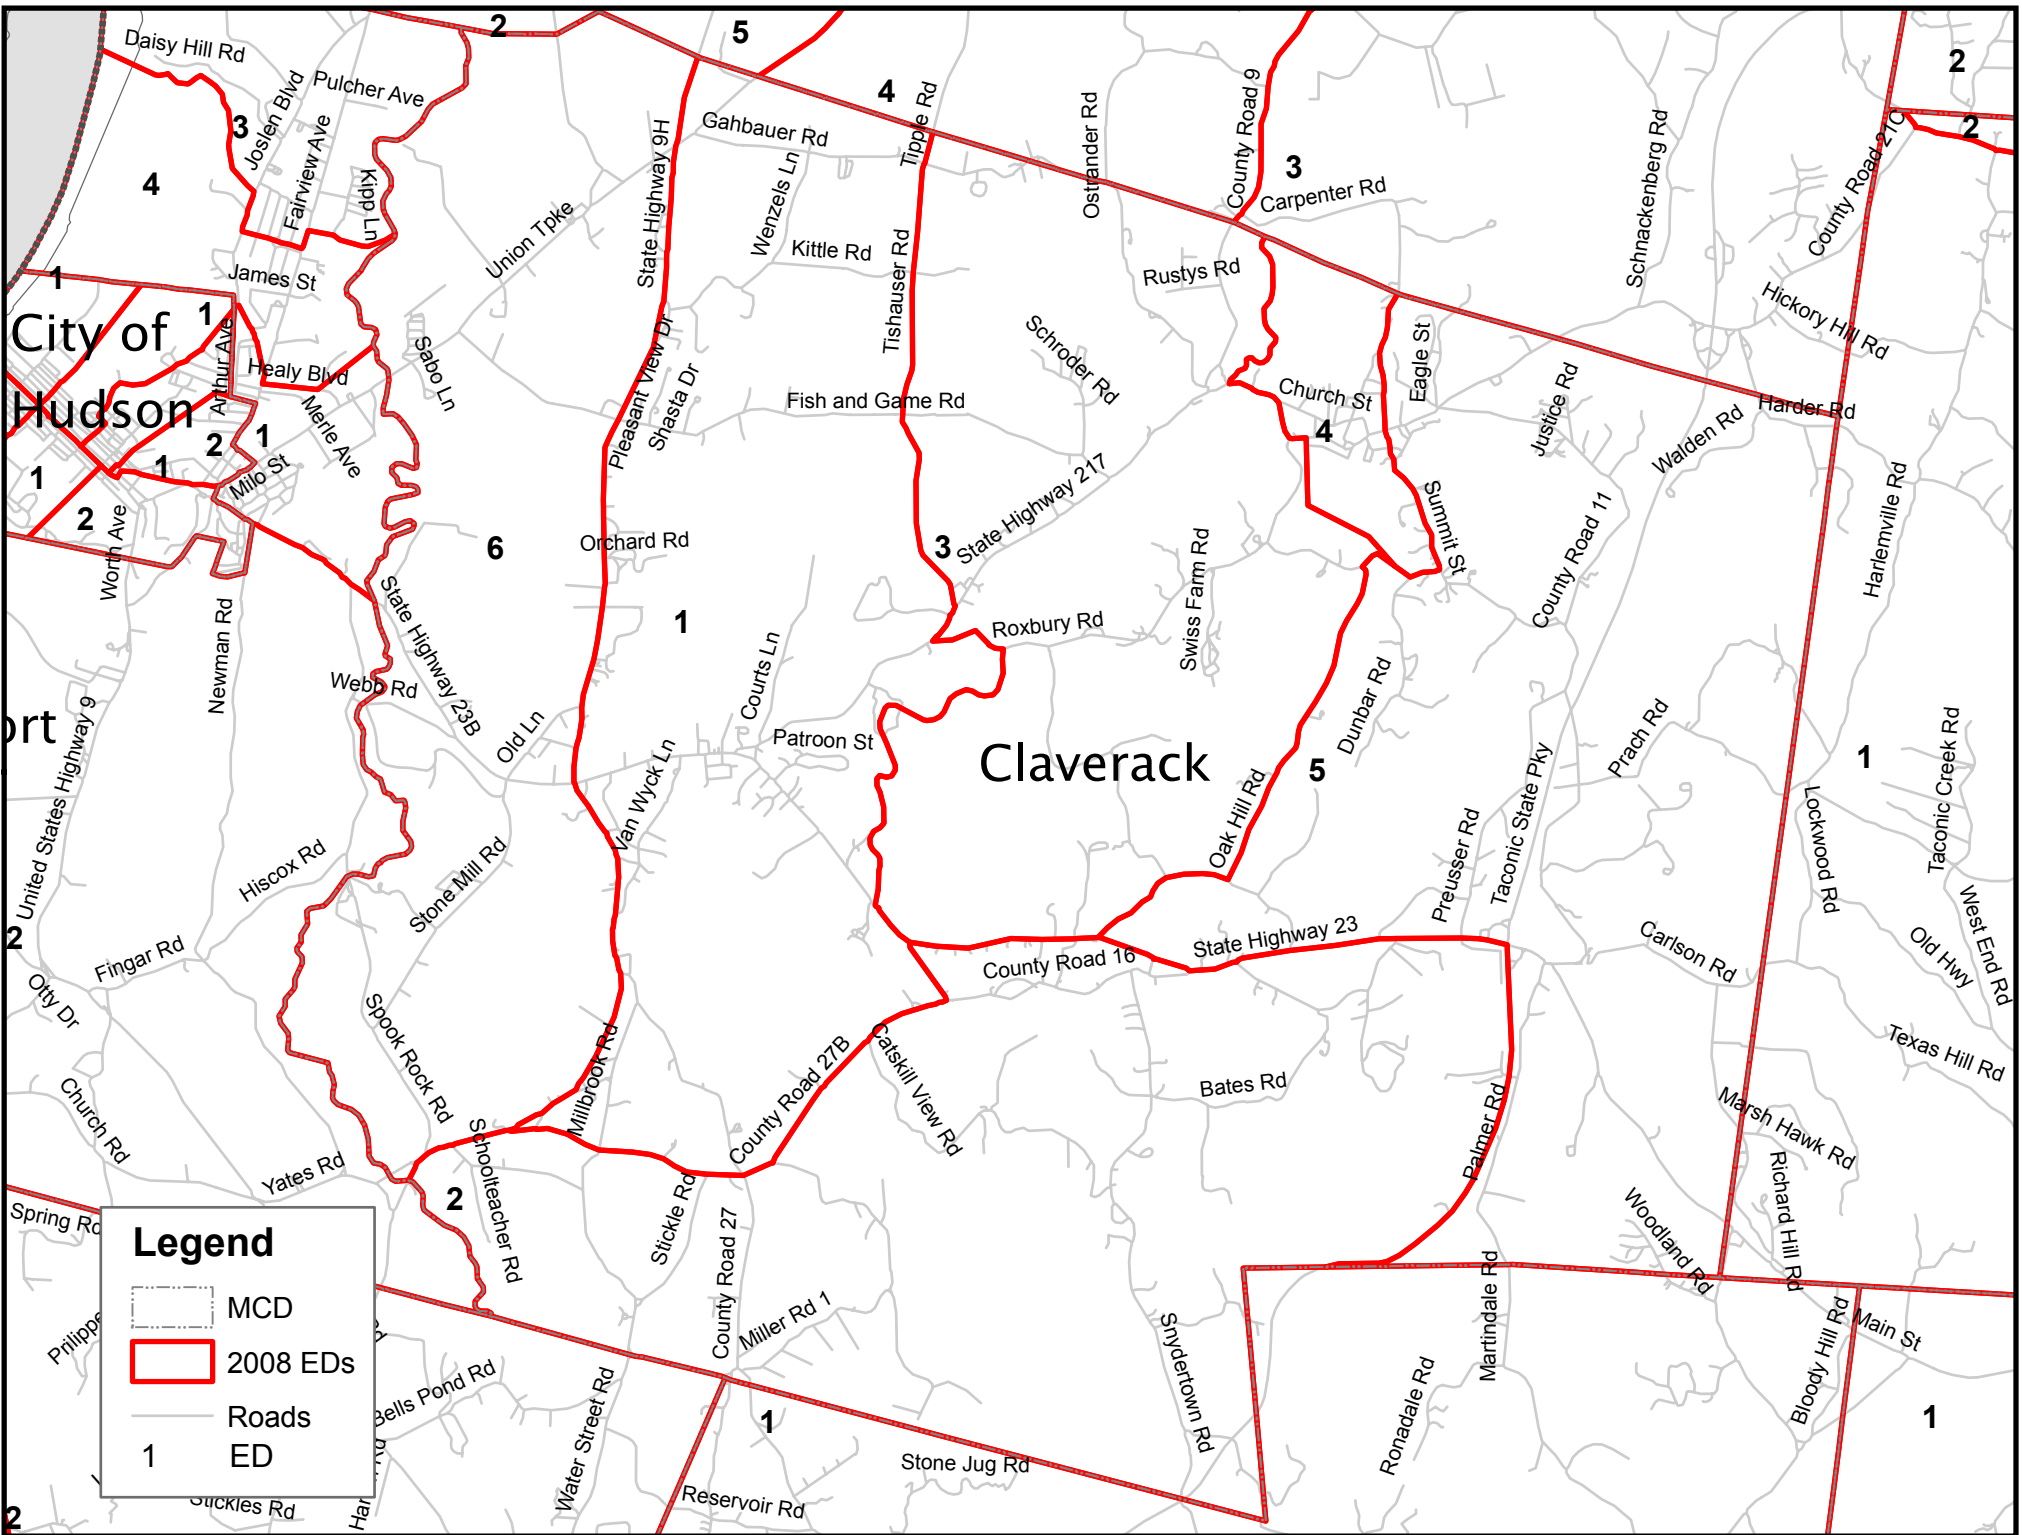 2
5
Daisy Hill Rd
2
Pulcher Ave
4
Tipple Rd
Ostrander Rd
County Road 9
3
Joslen Blvd
Fairview Ave
State Highway 9H
Gahbauer Rd
Schnackenberg Rd
County Road 21C
2
4
Kipp Ln
Wenzels Ln
3
Carpenter Rd
Union Tpke
Kittle Rd
Tishauser Rd
Rustys Rd
1
James St
Hickory Hill Rd
City of
1
Arthur Ave
Sabo Ln
Pleasant View Dr
Shasta Dr
Schroder Rd
Eagle St
Healy Blvd
Church St
Justice Rd
Hudson
Merle Ave
Fish and Game Rd
Walden Rd
Harder Rd
2
1
4
1
1
Milo St
State Highway 217
Summit St
County Road 11
Harlemville Rd
2
Worth Ave
6
Orchard Rd
3
Swiss Farm Rd
State Highway 23B
Newman Rd
1
Roxbury Rd
Webb Rd
Courts Ln
Dunbar Rd
ort
United States Highway 9
Old Ln
Van Wyck Ln
Patroon St
Claverack
5
Oak Hill Rd
Prach Rd
1
Taconic Creek Rd
Taconic State Pky
Lockwood Rd
Hiscox Rd
Stone Mill Rd
Preusser Rd
West End Rd
2
Fingar Rd
State Highway 23
County Road 16
Carlson Rd
Old Hwy
Otty Dr
Spook Rock Rd
Millbrook Rd
County Road 27B
Catskill View Rd
Bates Rd
Palmer Rd
Texas Hill Rd
Marsh Hawk Rd
Church Rd
Yates Rd
Schoolteacher Rd
2
Stickle Rd
County Road 27
Woodland Rd
Richard Hill Rd
Spring Rd
Legend
MCD
2008 EDs
Roads
1 ED
Prilippe
Miller Rd 1
Snydertown Rd
Martindale Rd
Bloody Hill Rd
Main St
Bells Pond Rd
Water Street Rd
1
Ronadale Rd
1
Stone Jug Rd
Stickles Rd
Har
Reservoir Rd
2